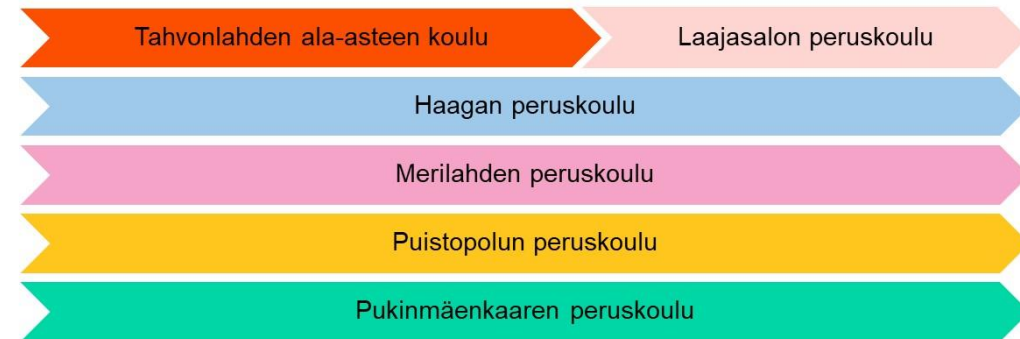 Tahvonlahden ala-asteen koulu Laajasalon peruskoulu
Haagan peruskoulu
Merilahden peruskoulu
Puistopolun peruskoulu
Pukinmäenkaaren peruskoulu